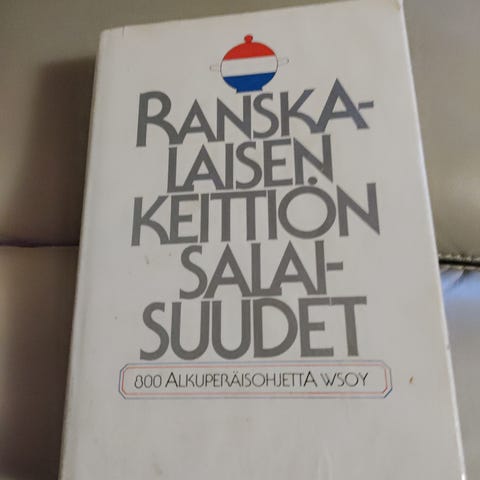 RANSKA-
LAISEN
KEITTIÖN
SALAI-
SUUDET
800 ALKUPERÄISOHJETTA WSOY